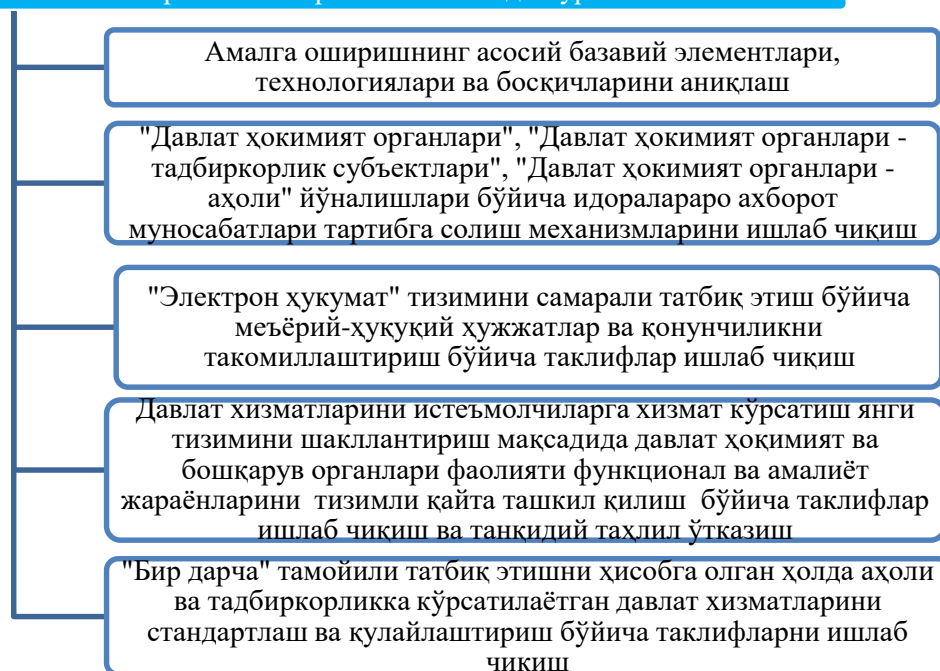 Амалга оширишнинг асосий базавий элементлари,
технологиялари ва босқичларини аниқлаш
"Давлат ҳокимият органлари", "Давлат ҳокимият органлари -
тадбиркорлик субъектлари", "Давлат ҳокимият органлари -
аҳоли" йўналишлари бўйича идоралараро ахборот
муносабатлари тартибга солиш механизмларини ишлаб чиқиш
"Электрон ҳукумат" тизимини самарали татбиқ этиш бўйича
меъёрий-ҳуқуқий ҳужжатлар ва қонунчиликни
такомиллаштириш бўйича таклифлар ишлаб чиқиш
Давлат хизматларини истеъмолчиларга хизмат кўрсатиш янги
тизимини шакллантириш мақсадида давлат ҳоқимият ва
бошқарув органлари фаолияти функционал ва амалиёт
жараёнларини тизимли қайта ташкил қилиш бўйича таклифлар
ишлаб чиқиш ва танқидий таҳлил ўтказиш
"Бир дарча" тамойили татбиқ этишни ҳисобга олган ҳолда аҳоли
ва тадбиркорликка кўрсатилаётган давлат хизматларини
стандартлаш ва қулайлаштириш бўйича таклифларни ишлаб
чиқиш